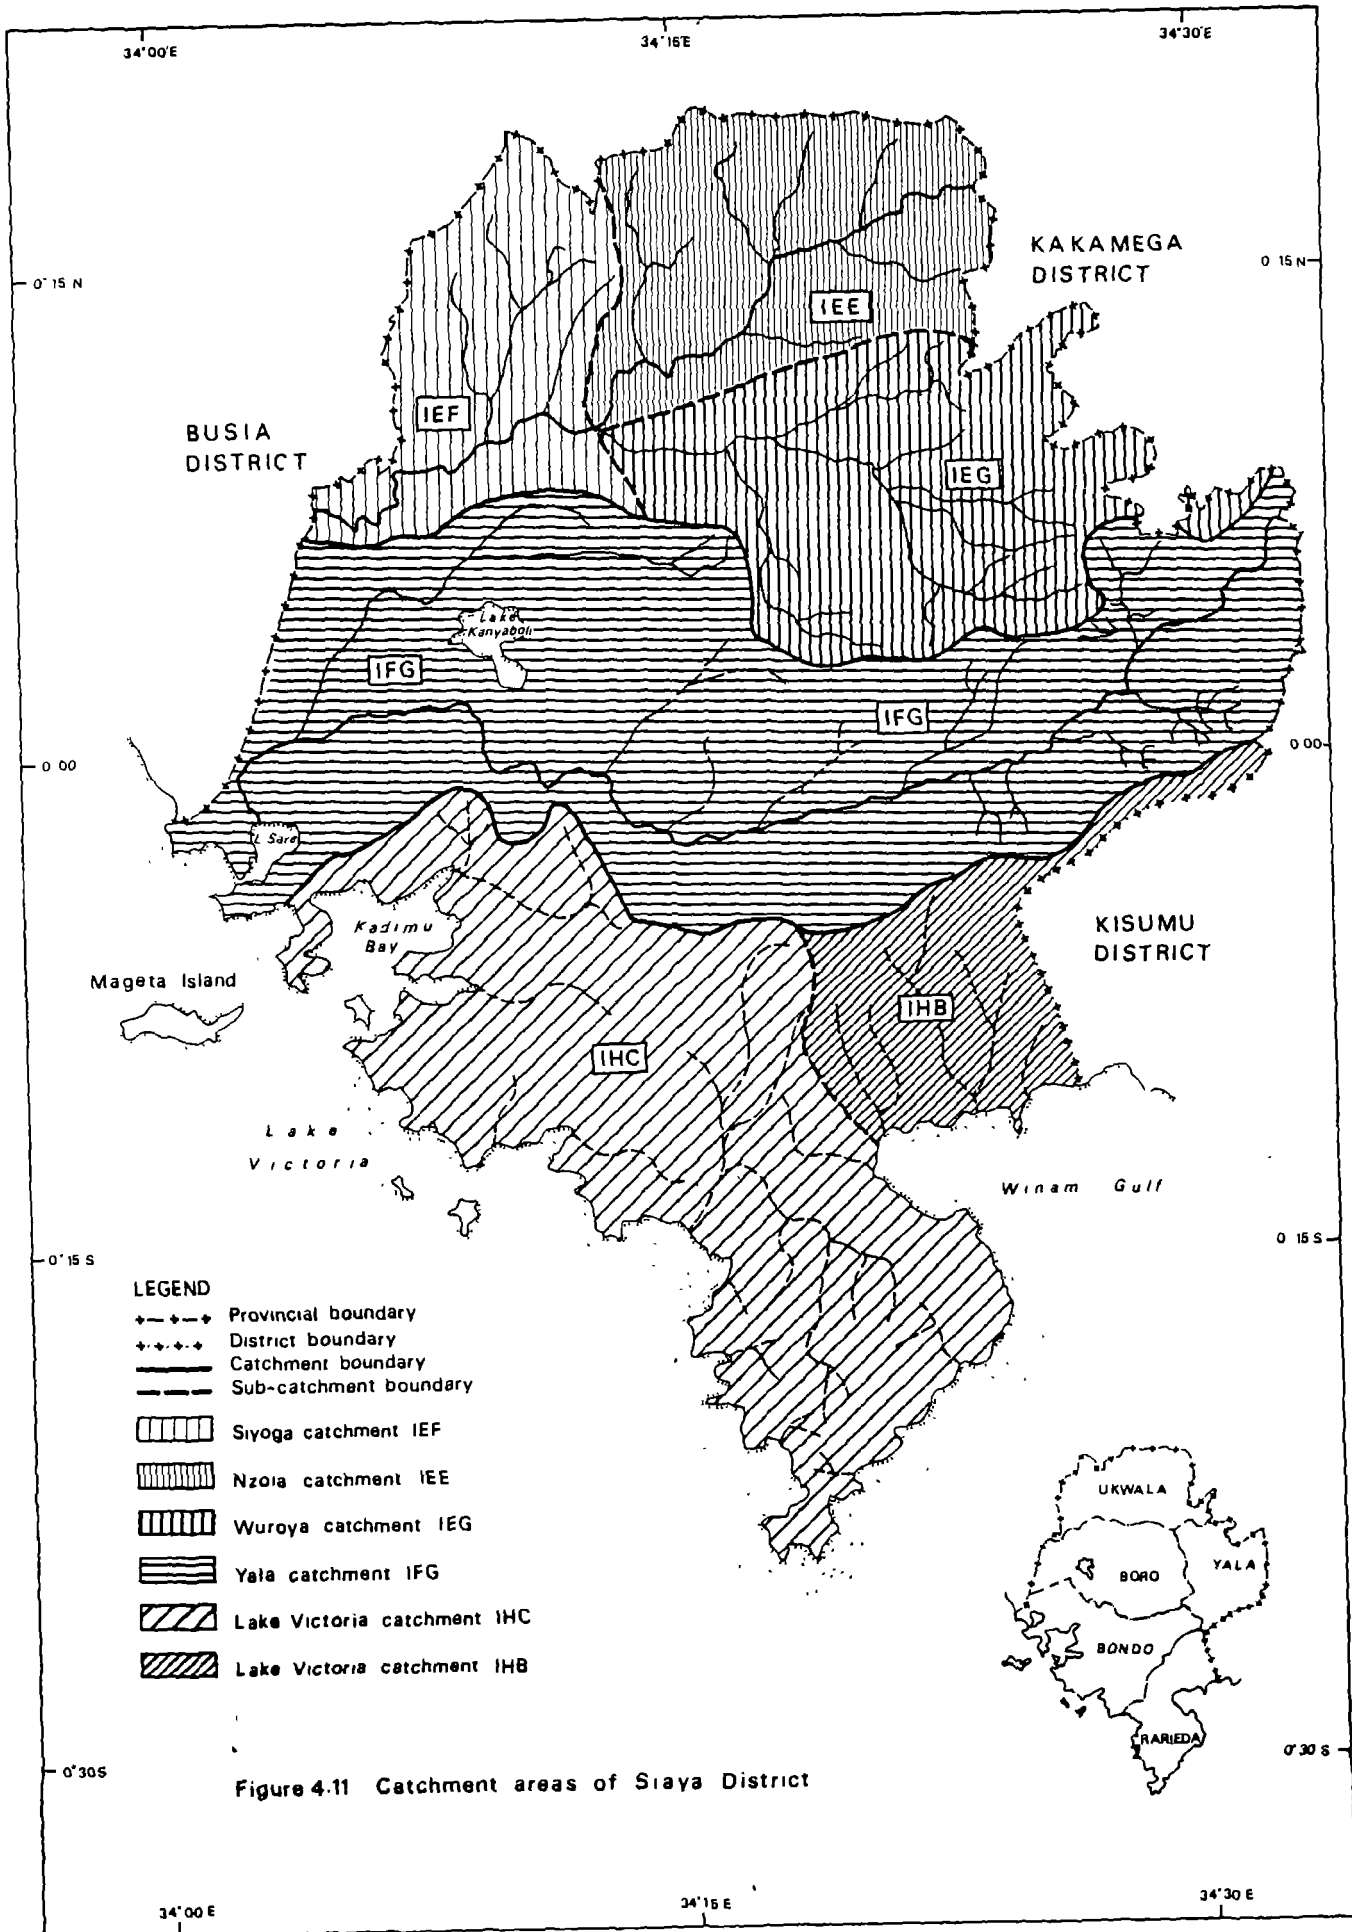 34°00'E
34°15'E
34°30'E
KAKAMEGA
DISTRICT
0 15 N
0°15 N
IEE
IEF
BUSIA
DISTRICT
IEG
Lake
Kanyaboli
IFG
IFG
0 00
0 00
L Sare
Kadimu
Bay
KISUMU
DISTRICT
Mageta Island
IHB
IHC
Lake
Victoria
Winam Gulf
0°15 S
0 15 S
LEGEND
Provincial boundary
District boundary
Catchment boundary
Sub-catchment boundary
Siyoga catchment IEF
Nzoia catchment IEE
Wuroya catchment IEG
Yala catchment IFG
Lake Victoria catchment IHC
Lake Victoria catchment IHB
UKWALA
YALA
BORO
BONDO
RARIEDA
0°30 S
0°30S
Figure 4.11 Catchment areas of Siaya District
34°00 E
34°15 E
34°30 E